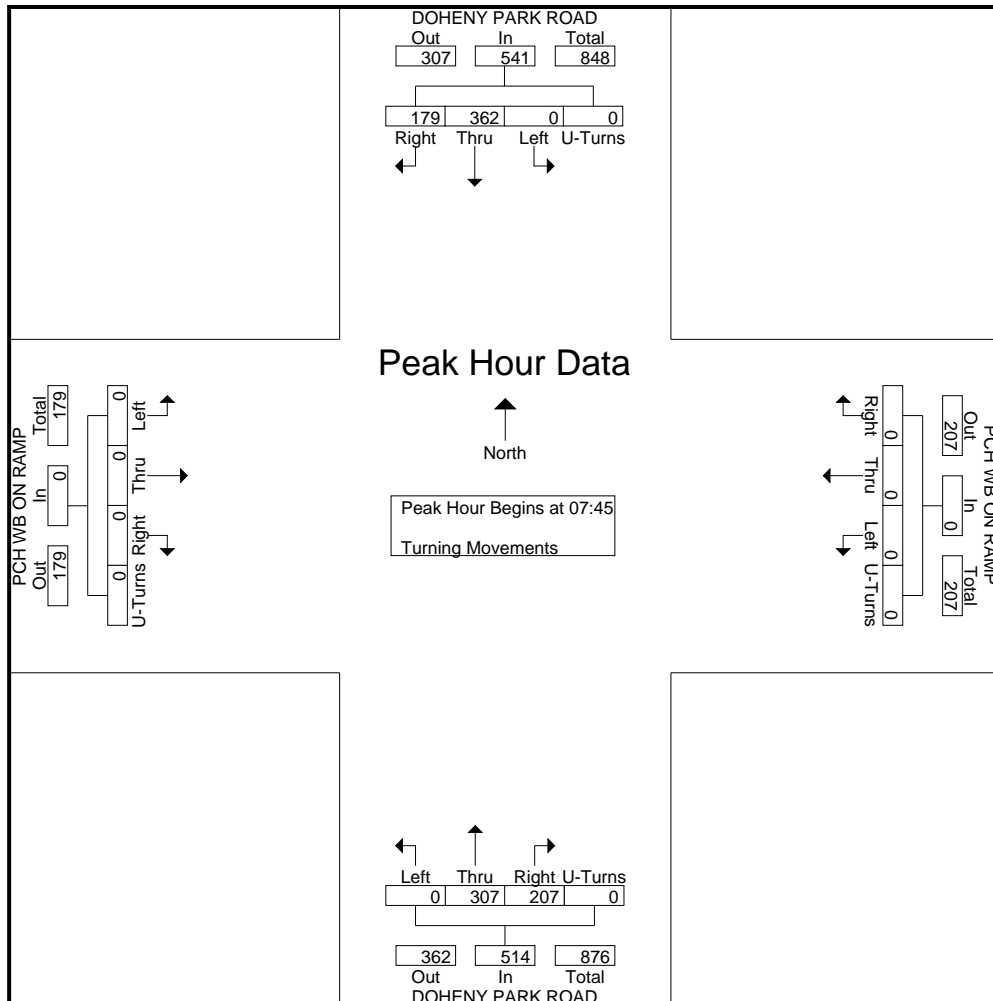 DOHENY PARK ROAD
Out In Total
307 541 848
179 362 0 0
Right Thru Left U-Turns
Peak Hour Data
North
Peak Hour Begins at 07:45
Turning Movements
PCH WB ON RAMP
Out In Total
179 0 179
U-Turns Right Thru Left
0 0 0 0
PCH WB ON RAMP
Out In Total
207 0 207
Right Thru Left U-Turns
0 0 0 0
Left Thru Right U-Turns
0 307 207 0
362 514 876
Out In Total
DOHENY PARK ROAD